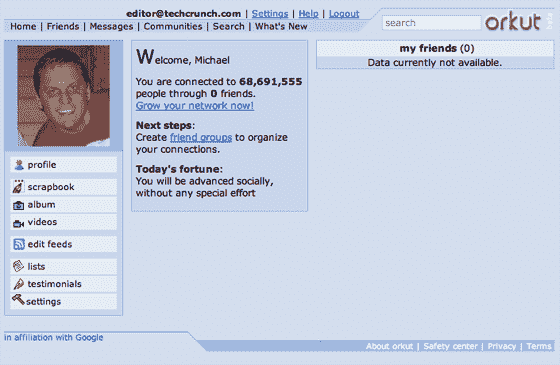 editor@techcrunch.com | Settings | Help | Logout
Home | Friends | Messages | Communities | Search | What's New
search
orkut
beta
Welcome, Michael
You are connected to 68,691,555
people through 0 friends.
Grow your network now!
Next steps:
Create friend groups to organize
your connections.
Today's fortune:
You will be advanced socially,
without any special effort
my friends (0)
Data currently not available.
profile
scrapbook
album
videos
edit feeds
lists
testimonials
settings
in affiliation with Google
About orkut | Safety center | Privacy | Terms